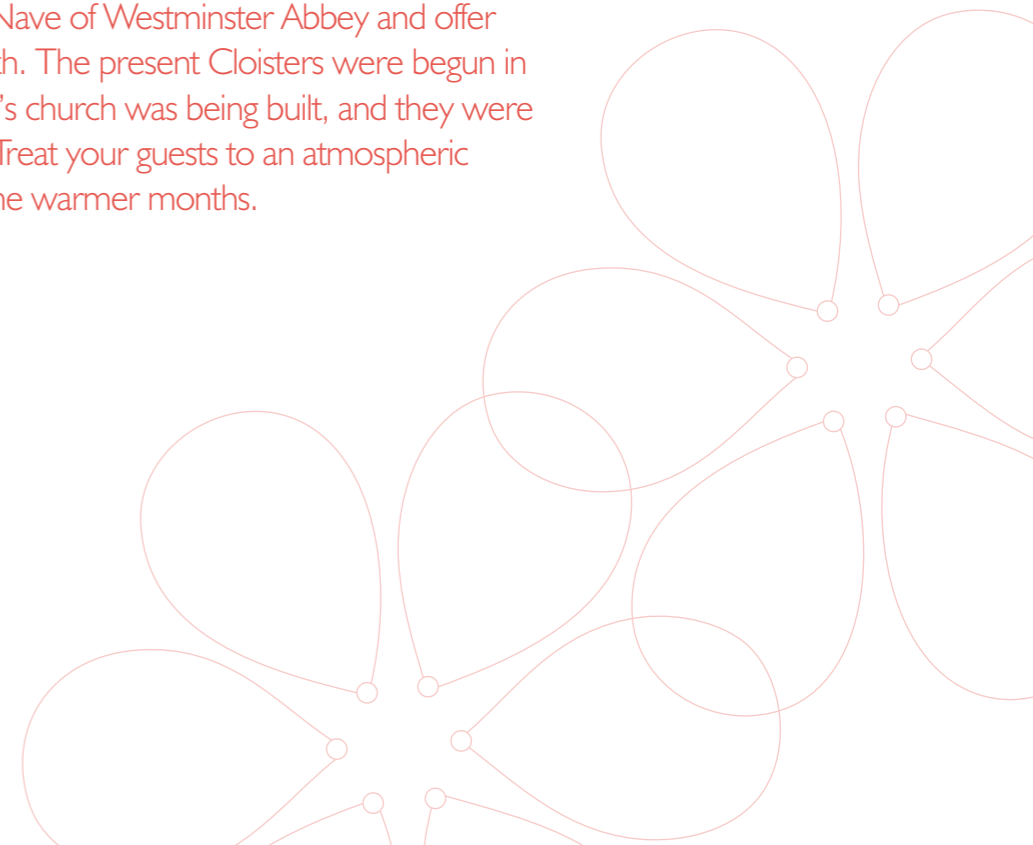 Nave of Westminster Abbey and offer
h. The present Cloisters were begun in
's church was being built, and they were
Treat your guests to an atmospheric
he warmer months.